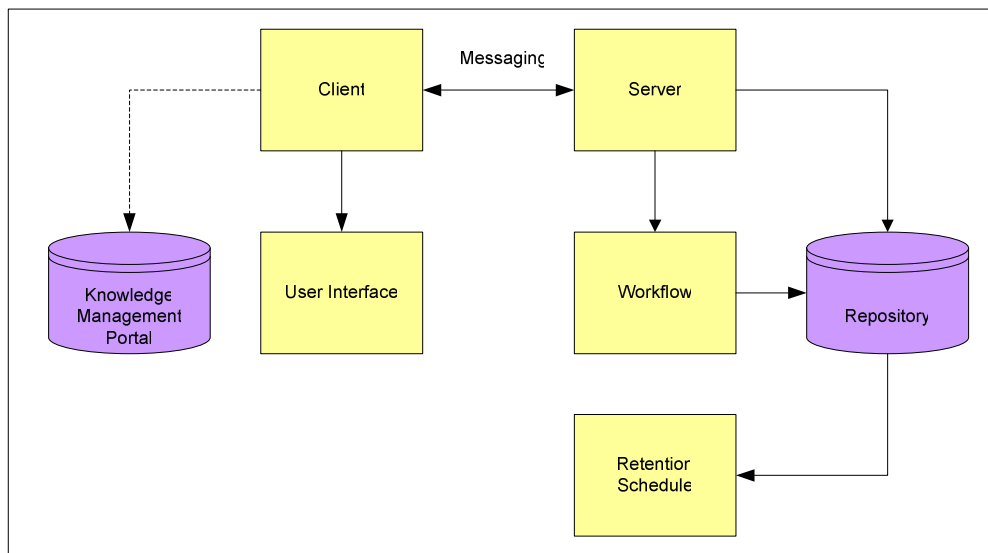 Messaging
Client
Server
Knowledge
Management
Portal
User Interface
Workflow
Repository
Retention
Schedule